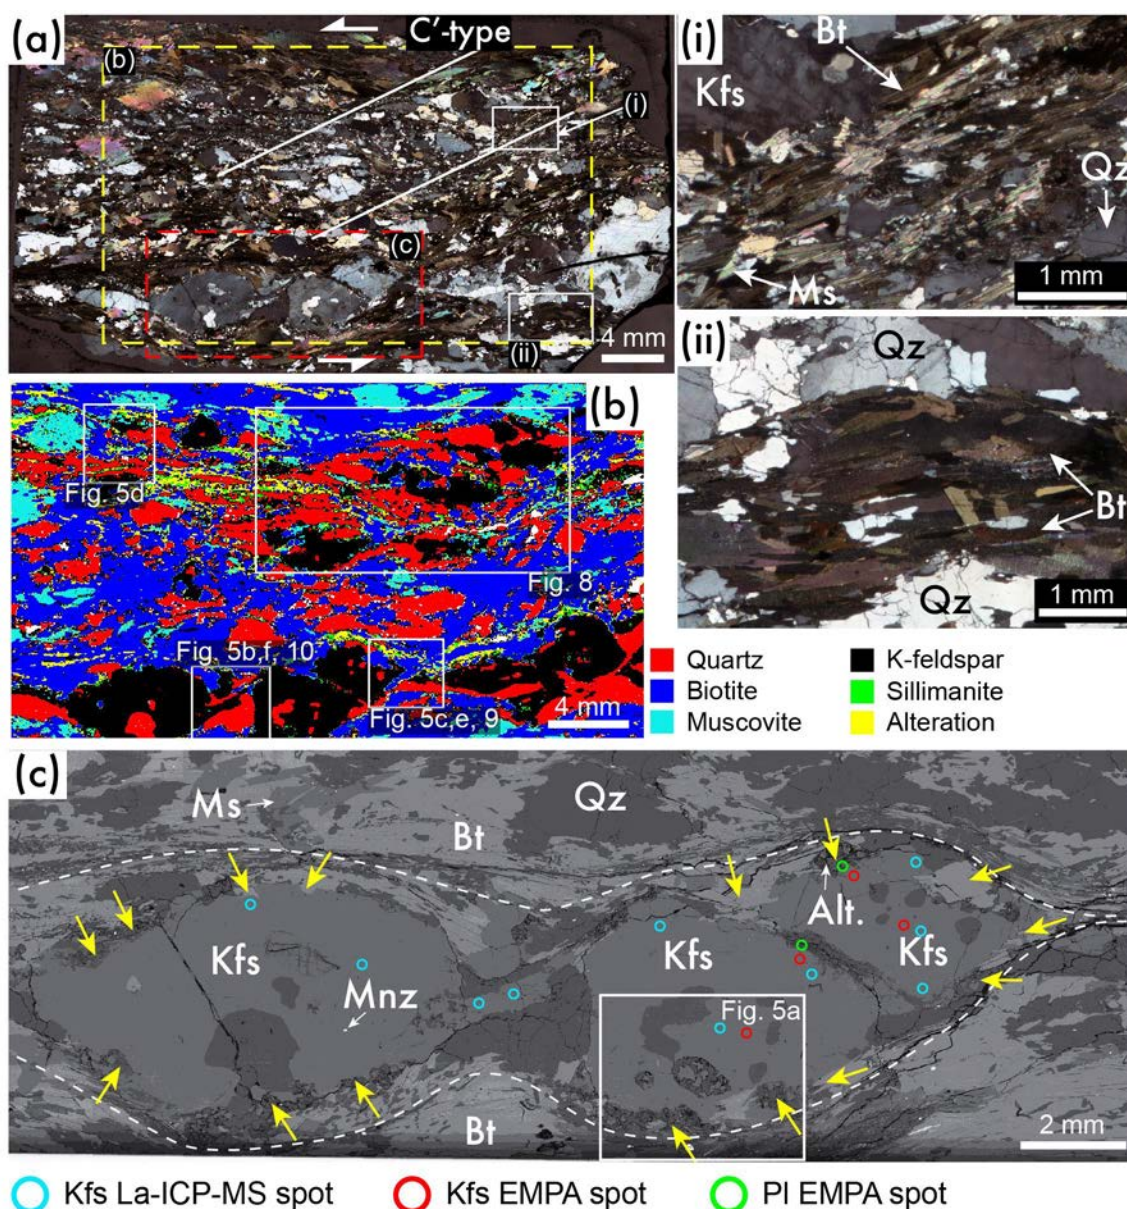 (a)
C′-type
(b)
(i)
(c)
(ii)
4 mm
(i)
Bt
Kfs
Qz
Ms
1 mm
(ii)
Qz
Bt
Qz
1 mm
(b)
Fig. 5d
Fig. 8
Fig. 5b,f, 10
Fig. 5c,e, 9
4 mm
Quartz
K-feldspar
Biotite
Sillimanite
Muscovite
Alteration
(c)
Ms
Qz
Bt
Alt.
Kfs
Kfs
Kfs
Mnz
Fig. 5a
Bt
2 mm
Kfs La-ICP-MS spot
Kfs EMPA spot
Pl EMPA spot